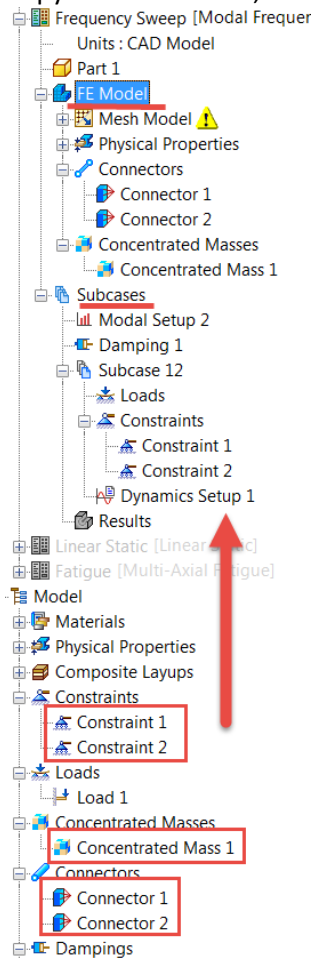 Frequency Sweep [Modal Frequen
Units : CAD Model
Part 1
FE Model
Mesh Model
Physical Properties
Connectors
Connector 1
Connector 2
Concentrated Masses
Concentrated Mass 1
Subcases
Modal Setup 2
Damping 1
Subcase 12
Loads
Constraints
Constraint 1
Constraint 2
Dynamics Setup 1
Results
Linear Static [Linear
Fatigue [Multi-Axial
Model
Materials
Physical Properties
Composite Layups
Constraints
Constraint 1
Constraint 2
Loads
Load 1
Concentrated Masses
Concentrated Mass 1
Connectors
Connector 1
Connector 2
Dampings